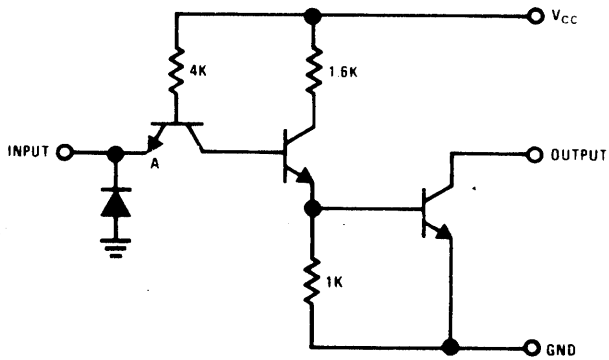 VCC
4K
1.6K
INPUT
A
OUTPUT
1K
GND